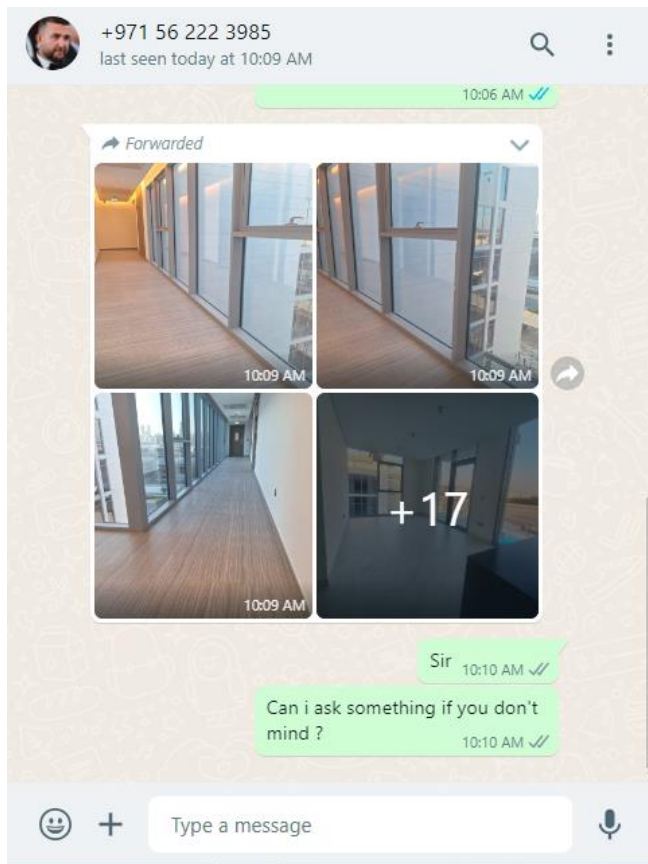 +971 56 222 3985
last seen today at 10:09 AM
10:06 AM
Forwarded
10:09 AM
10:09 AM
10:09 AM
+17
Sir
10:10 AM
Can i ask something if you don't
mind ?
10:10 AM
Type a message